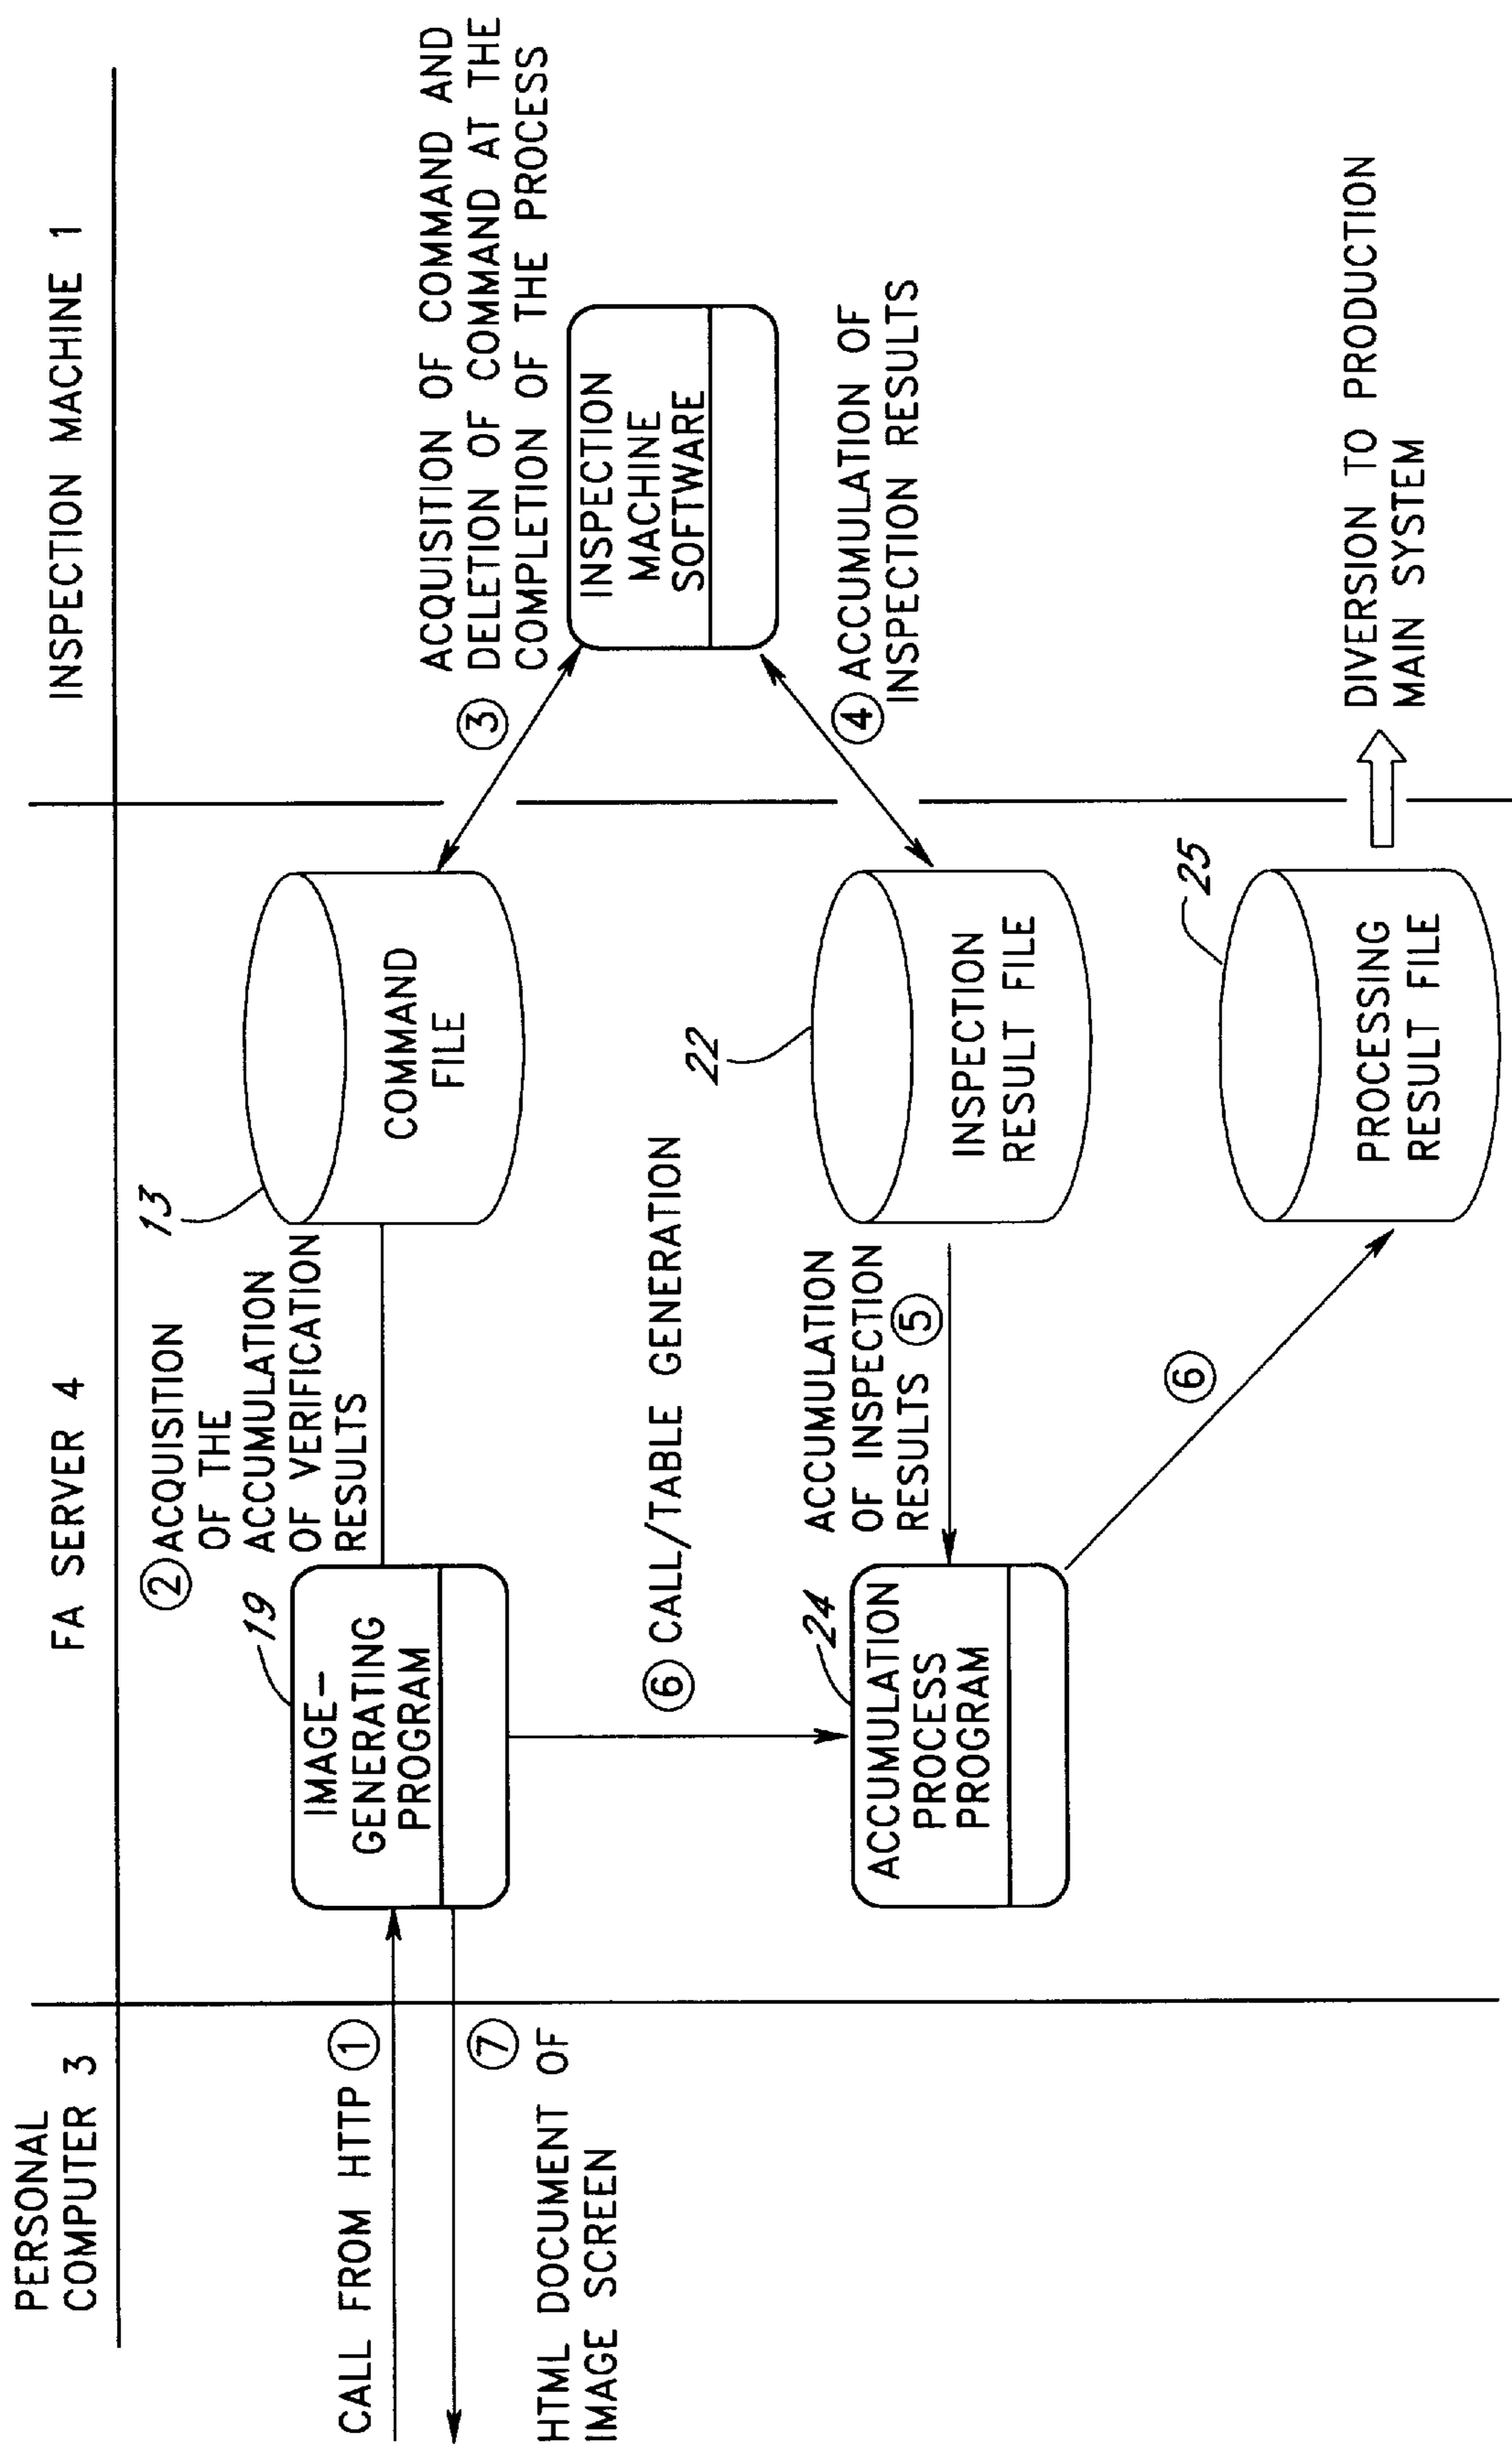 PERSONAL
COMPUTER 3
FA SERVER 4
INSPECTION MACHINE 1
CALL FROM HTTP ①
⑦
HTML DOCUMENT OF
IMAGE SCREEN
19
IMAGE-
GENERATING
PROGRAM
② ACQUISITION
OF THE
ACCUMULATION
OF VERIFICATION
RESULTS
13
COMMAND
FILE
③
ACQUISITION OF COMMAND AND
DELETION OF COMMAND AT THE
COMPLETION OF THE PROCESS
INSPECTION
MACHINE
SOFTWARE
④ ACCUMULATION OF
INSPECTION RESULTS
⑥ CALL/TABLE GENERATION
22
INSPECTION
RESULT FILE
ACCUMULATION
OF INSPECTION
RESULTS ⑤
24
ACCUMULATION
PROCESS
PROGRAM
⑥
25
PROCESSING
RESULT FILE
DIVERSION TO PRODUCTION
MAIN SYSTEM